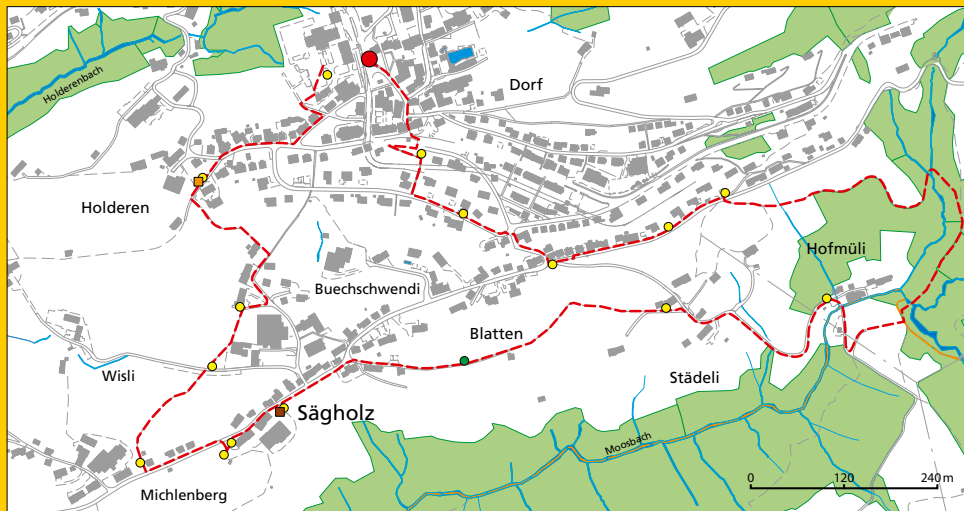 Holderenbach
Dorf
Holderen
Hofmüli
Buechschwendi
Blatten
Wisli
Städeli
Sägholz
Moosbach
Michlenberg
0 120 240 m